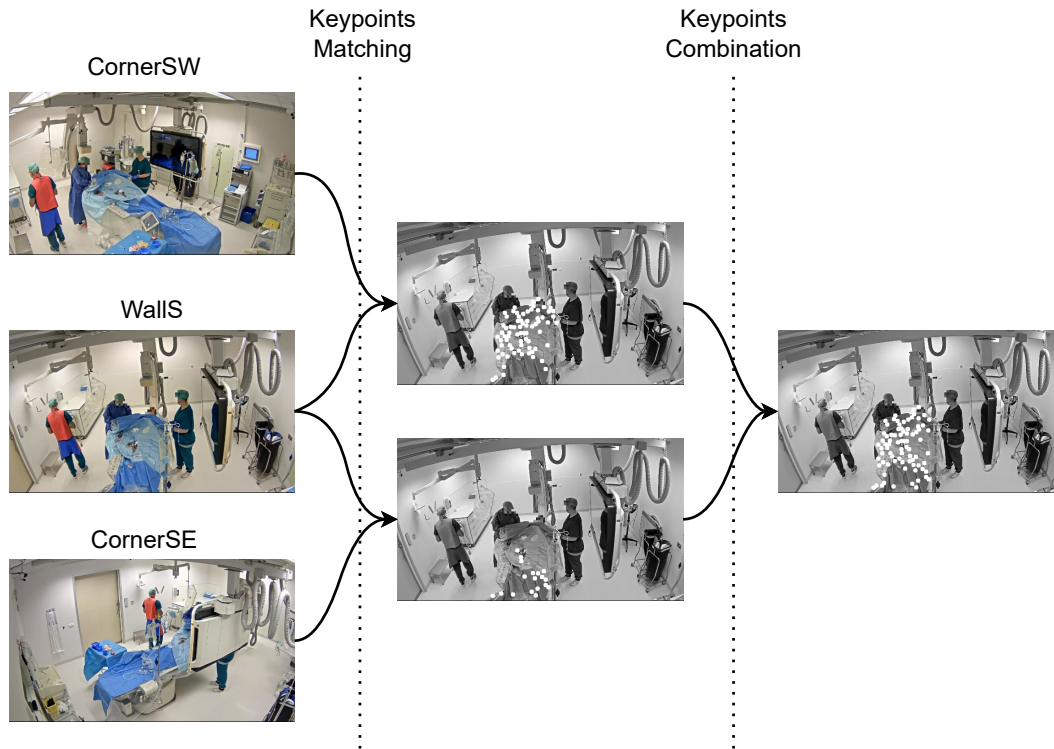 Keypoints
Matching
Keypoints
Combination
CornerSW
WallS
CornerSE